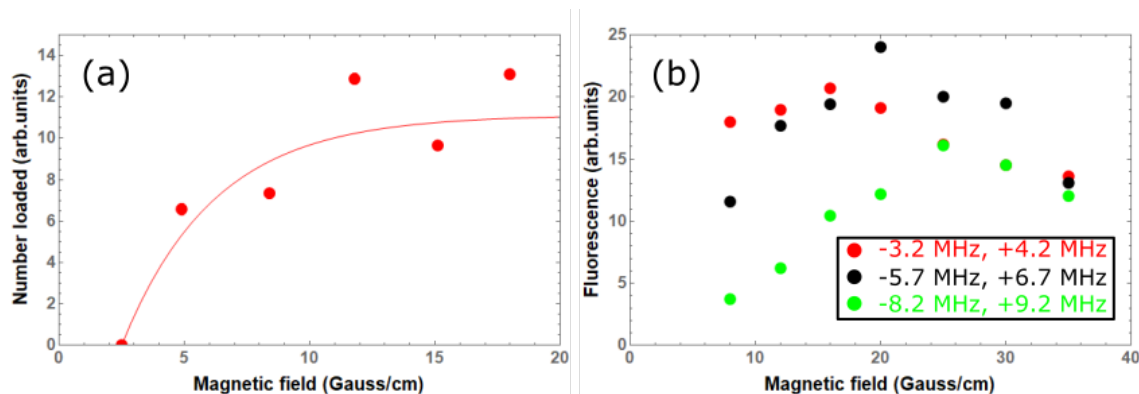 (a)
Number loaded (arb.units)
14
12
10
8
6
4
2
0
0 5 10 15 20
Magnetic field (Gauss/cm)
(b)
Fluorescence (arb.units)
25
20
15
10
5
0
-3.2 MHz, +4.2 MHz
-5.7 MHz, +6.7 MHz
-8.2 MHz, +9.2 MHz
0 10 20 30 40
Magnetic field (Gauss/cm)